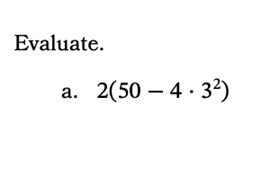 Evaluate.
a. 2(50 – 4 · 3²)